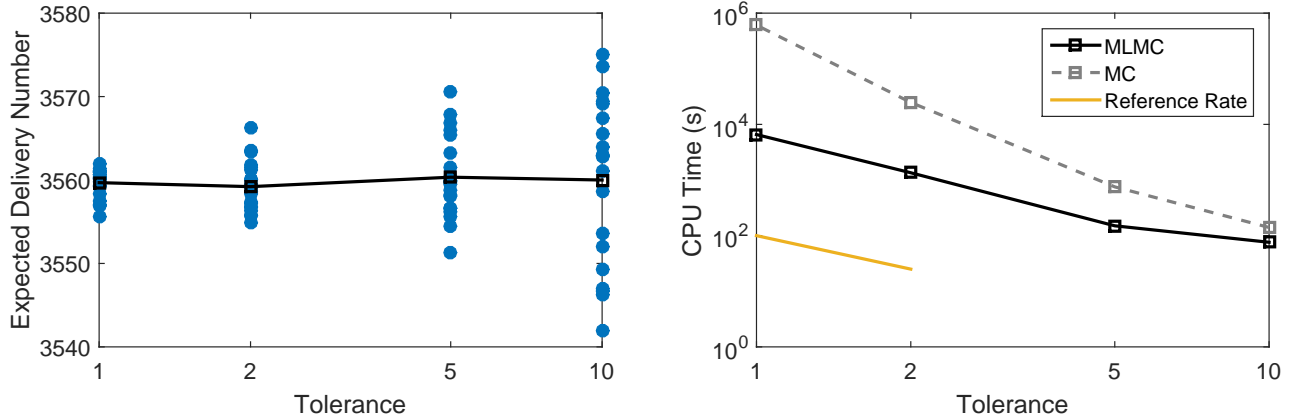 Expected Delivery Number
3580
3570
3560
3550
3540
1 2 5 10
Tolerance
CPU Time (s)
10^6
10^4
10^2
10^0
MLMC
MC
Reference Rate
1 2 5 10
Tolerance